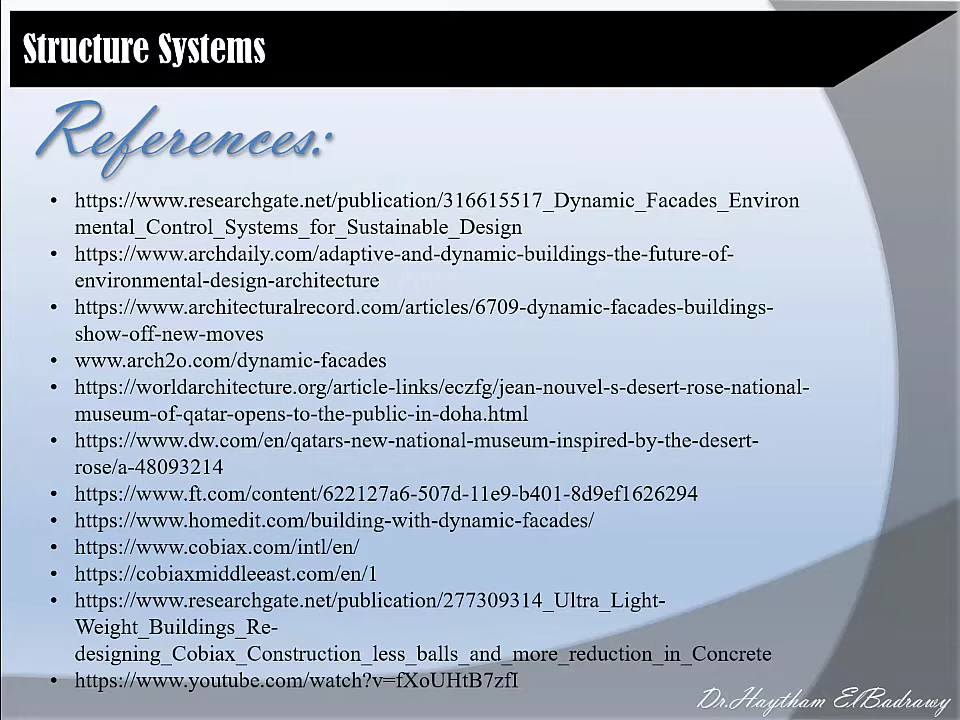 Structure Systems
References:
• https://www.researchgate.net/publication/316615517_Dynamic_Facades_Environ
mental_Control_Systems_for_Sustainable_Design
• https://www.archdaily.com/adaptive-and-dynamic-buildings-the-future-of-
environmental-design-architecture
• https://www.architecturalrecord.com/articles/6709-dynamic-facades-buildings-
show-off-new-moves
• www.arch2o.com/dynamic-facades
• https://worldarchitecture.org/article-links/eczfg/jean-nouvel-s-desert-rose-national-
museum-of-qatar-opens-to-the-public-in-doha.html
• https://www.dw.com/en/qatars-new-national-museum-inspired-by-the-desert-
rose/a-48093214
• https://www.ft.com/content/622127a6-507d-11e9-b401-8d9ef1626294
• https://www.homedit.com/building-with-dynamic-facades/
• https://www.cobiax.com/intl/en/
• https://cobiaxmiddleeast.com/en/1
• https://www.researchgate.net/publication/277309314_Ultra_Light-
Weight_Buildings_Re-
designing_Cobiax_Construction_less_balls_and_more_reduction_in_Concrete
• https://www.youtube.com/watch?v=fXoUHtB7zfI
Dr.Haytham ElBadrawy